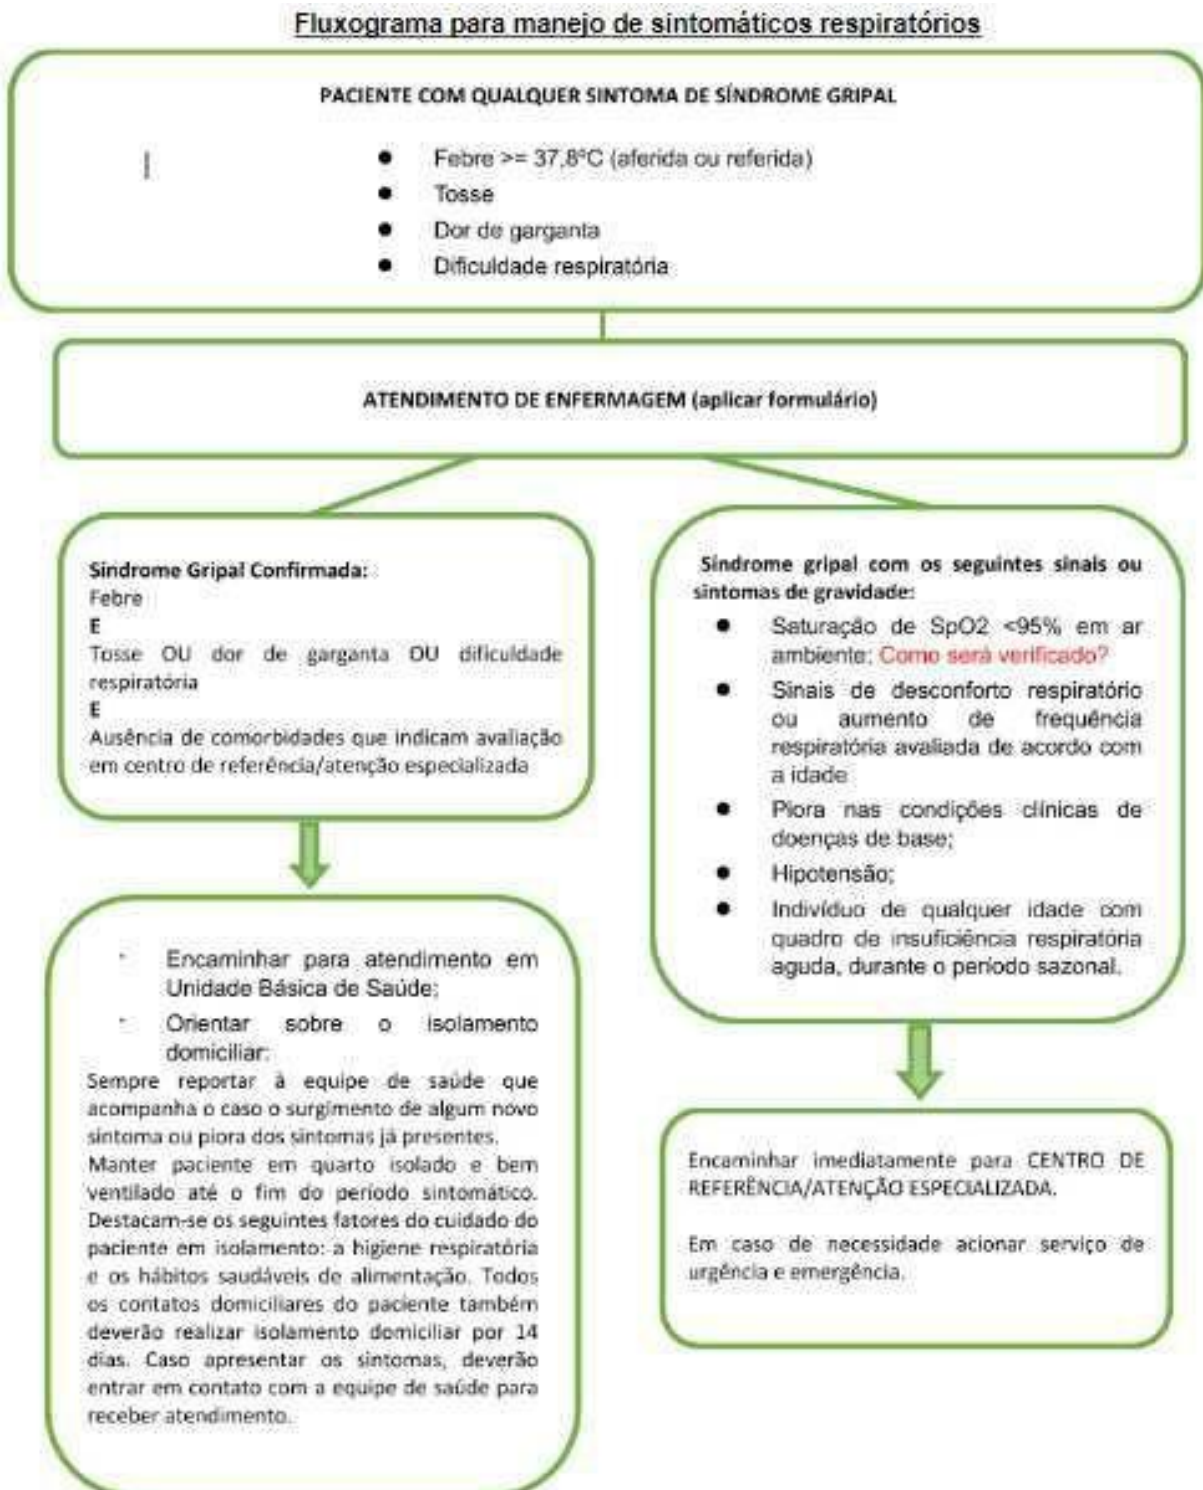 Fluxograma para manejo de sintomáticos respiratórios
PACIENTE COM QUALQUER SINTOMA DE SÍNDROME GRIPAL
● Febre >= 37,8ºC (aferida ou referida)
● Tosse
● Dor de garganta
● Dificuldade respiratória
ATENDIMENTO DE ENFERMAGEM (aplicar formulário)
Síndrome Gripal Confirmada:
Febre
E
Tosse OU dor de garganta OU dificuldade
respiratória
E
Ausência de comorbidades que indicam avaliação
em centro de referência/atenção especializada
- Encaminhar para atendimento em
Unidade Básica de Saúde;
- Orientar sobre o isolamento
domiciliar:
Sempre reportar à equipe de saúde que
acompanha o caso o surgimento de algum novo
sintoma ou piora dos sintomas já presentes.
Manter paciente em quarto isolado e bem
ventilado até o fim do período sintomático.
Destacam-se os seguintes fatores do cuidado do
paciente em isolamento: a higiene respiratória
e os hábitos saudáveis de alimentação. Todos
os contatos domiciliares do paciente também
deverão realizar isolamento domiciliar por 14
dias. Caso apresentar os sintomas, deverão
entrar em contato com a equipe de saúde para
receber atendimento.
Síndrome gripal com os seguintes sinais ou
sintomas de gravidade:
● Saturação de SpO2 <95% em ar
ambiente; Como será verificado?
● Sinais de desconforto respiratório
ou aumento de frequência
respiratória avaliada de acordo com
a idade
● Piora nas condições clínicas de
doenças de base;
● Hipotensão;
● Indivíduo de qualquer idade com
quadro de insuficiência respiratória
aguda, durante o período sazonal.
Encaminhar imediatamente para CENTRO DE
REFERÊNCIA/ATENÇÃO ESPECIALIZADA.
Em caso de necessidade acionar serviço de
urgência e emergência.